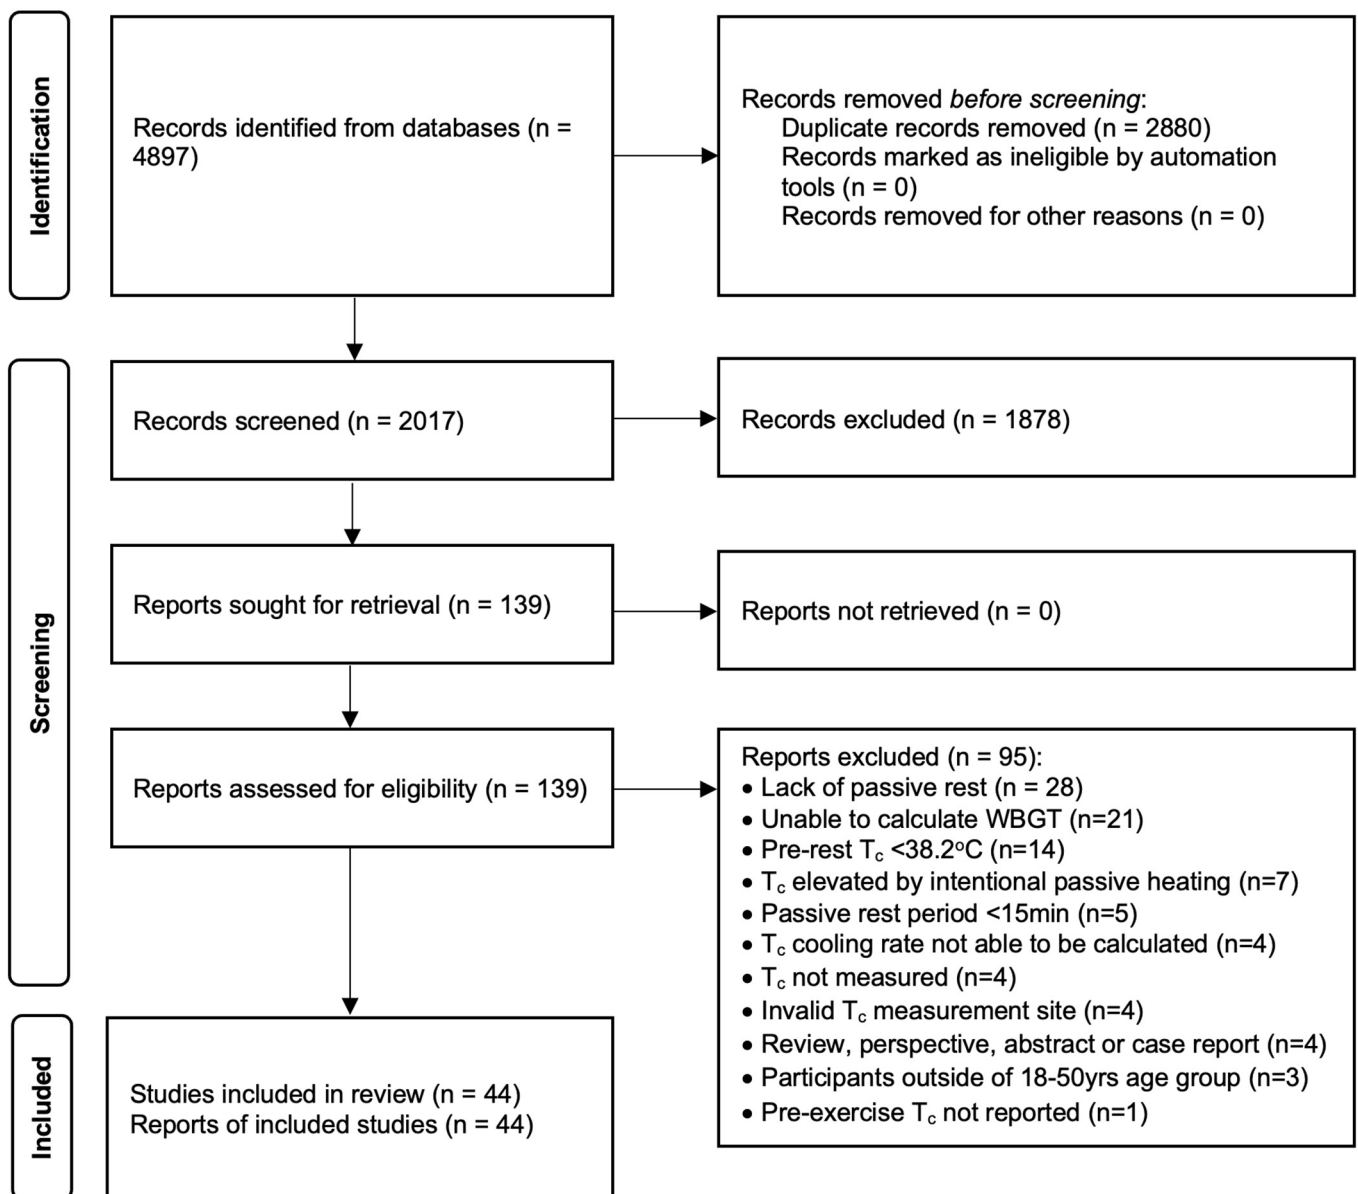 Identification
Records identified from databases (n =
4897)
Records removed before screening:
Duplicate records removed (n = 2880)
Records marked as ineligible by automation
tools (n = 0)
Records removed for other reasons (n = 0)
Screening
Records screened (n = 2017)
Records excluded (n = 1878)
Reports sought for retrieval (n = 139)
Reports not retrieved (n = 0)
Reports assessed for eligibility (n = 139)
Reports excluded (n = 95):
• Lack of passive rest (n = 28)
• Unable to calculate WBGT (n=21)
• Pre-rest Tc <38.2°C (n=14)
• Tc elevated by intentional passive heating (n=7)
• Passive rest period <15min (n=5)
• Tc cooling rate not able to be calculated (n=4)
• Tc not measured (n=4)
• Invalid Tc measurement site (n=4)
• Review, perspective, abstract or case report (n=4)
• Participants outside of 18-50yrs age group (n=3)
• Pre-exercise Tc not reported (n=1)
Included
Studies included in review (n = 44)
Reports of included studies (n = 44)